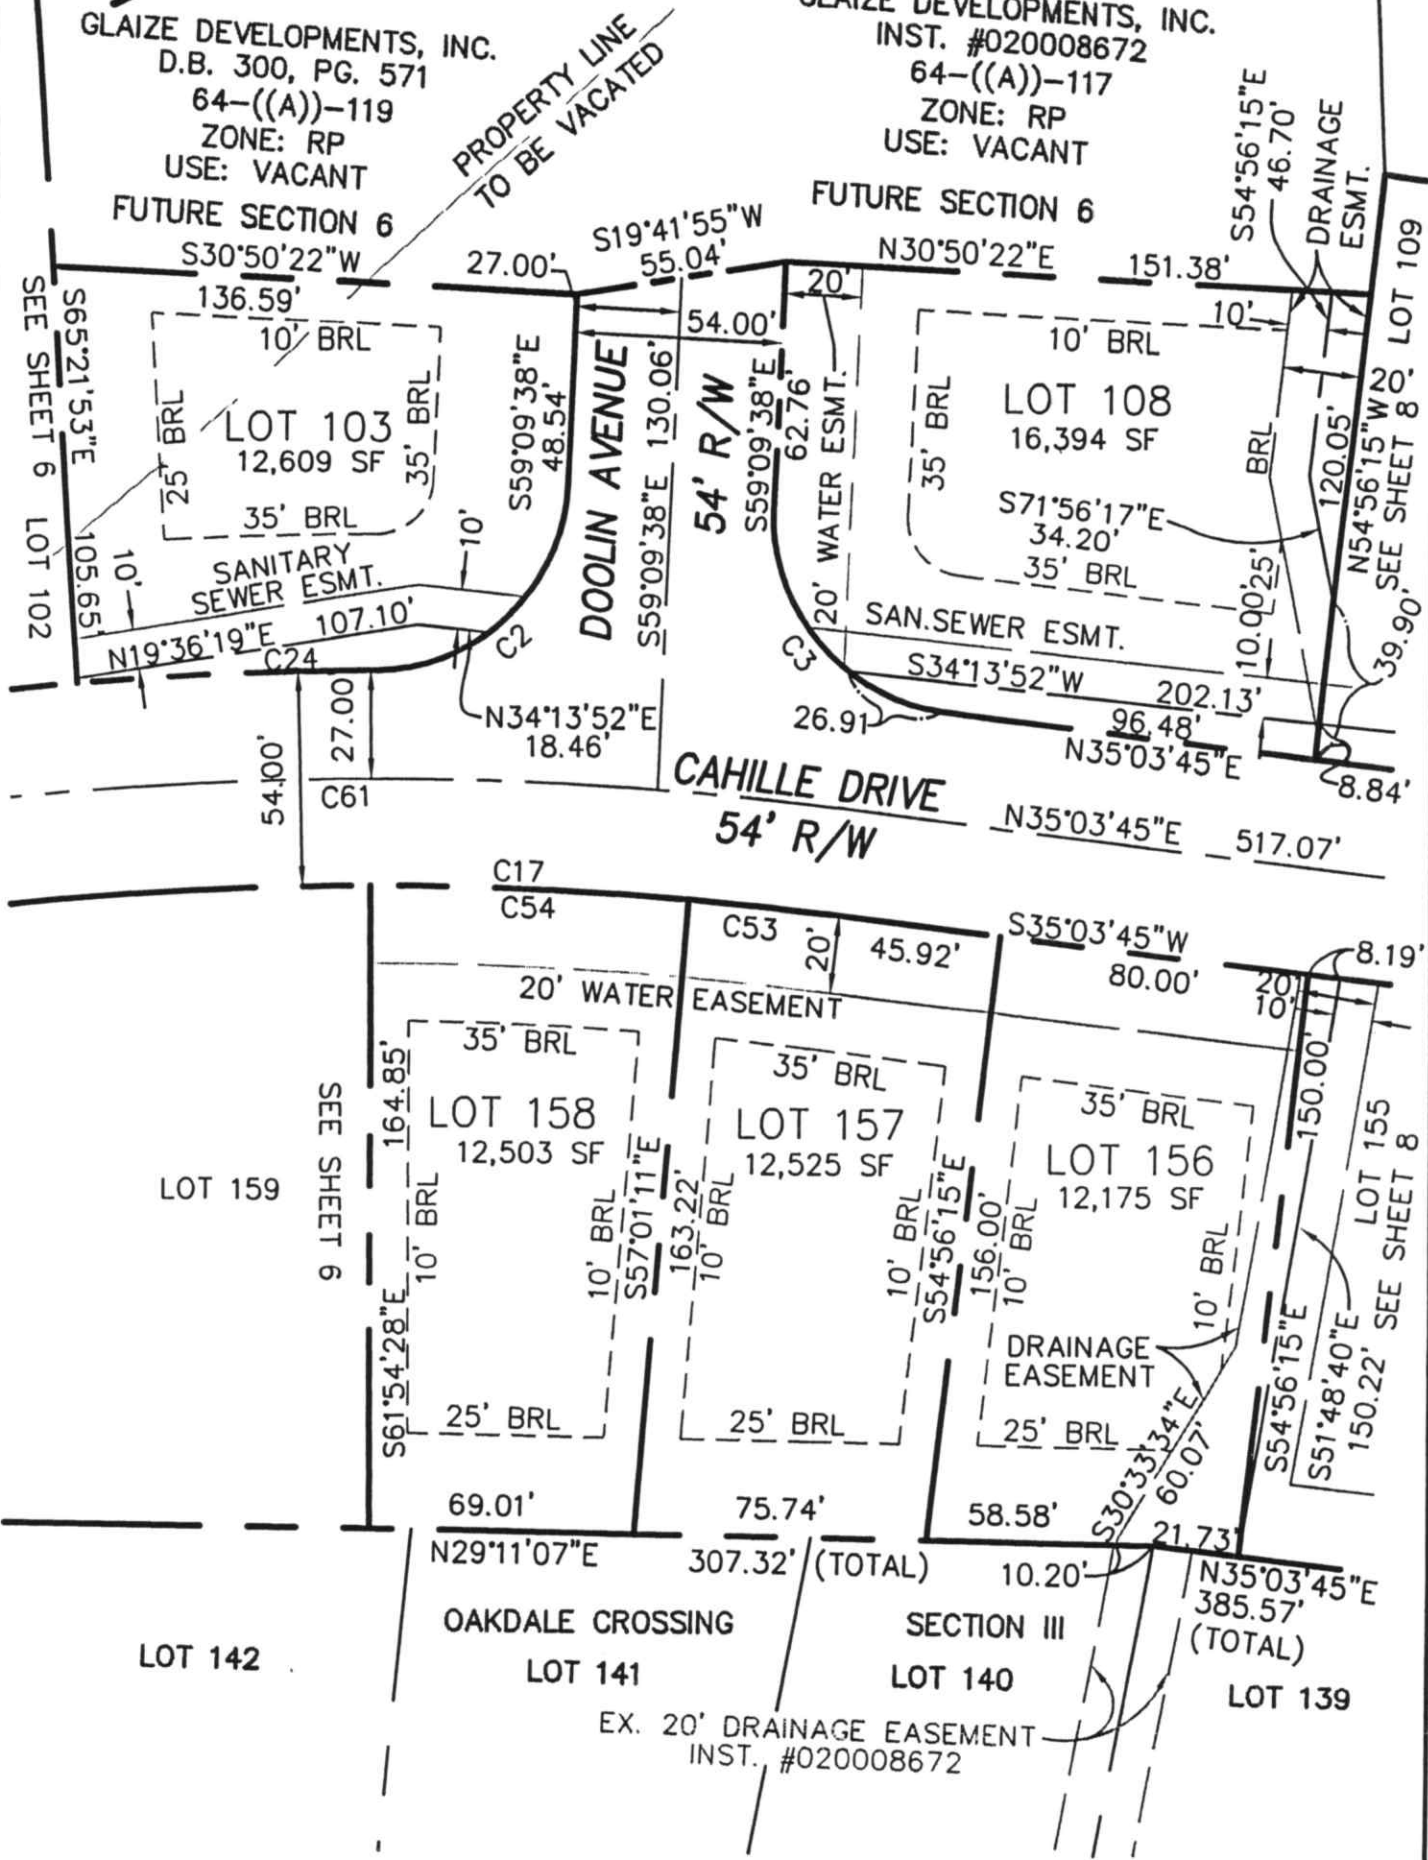 GLAIZE DEVELOPMENTS, INC.
D.B. 300, PG. 571
64-((A))-119
ZONE: RP
USE: VACANT
FUTURE SECTION 6
PROPERTY LINE
TO BE VACATED
GLAIZE DEVELOPMENTS, INC.
INST. #020008672
64-((A))-117
ZONE: RP
USE: VACANT
FUTURE SECTION 6
S54°56'15"E
46.70'
DRAINAGE
ESMT.
S30°50'22"W
136.59'
27.00'
S19°41'55"W
55.04'
N30°50'22"E
151.38'
SEE SHEET 6 LOT 102
S65°21'53"E
105.65'
10' BRL
25' BRL
35' BRL
LOT 103
12,609 SF
35' BRL
S59°09'38"E
48.54'
54.00'
DOOLIN AVENUE
54' R/W
S59°09'38"E 130.06'
S59°09'38"E
62.76'
20'
20' WATER ESMT.
10' BRL
35' BRL
LOT 108
16,394 SF
BRL
25'
35' BRL
10'
20'
120.05'
N54°56'15"W
SEE SHEET 8
LOT 109
S71°56'17"E
34.20'
10.00'
39.90'
10'
SANITARY
SEWER ESMT.
10'
N19°36'19"E
107.10'
C24
C2
N34°13'52"E
18.46'
27.00
54.00'
C61
C3
SAN.SEWER ESMT.
S34°13'52"W
202.13'
26.91
96.48'
N35°03'45"E
8.84'
CAHILLE DRIVE
54' R/W
N35°03'45"E
517.07'
C17
C54
C53
20'
45.92'
S35°03'45"W
80.00'
8.19'
20'
10'
20' WATER EASEMENT
LOT 159
SEE SHEET 6
164.85'
S61°54'28"E
35' BRL
LOT 158
12,503 SF
10' BRL
10' BRL
25' BRL
S57°01'11"E
163.22'
35' BRL
LOT 157
12,525 SF
10' BRL
10' BRL
25' BRL
S54°56'15"E
156.00'
35' BRL
LOT 156
12,175 SF
10' BRL
10' BRL
DRAINAGE
EASEMENT
25' BRL
S30°33'34"E
60.07'
150.00'
S54°56'15"E
S51°48'40"E
150.22'
LOT 155
SEE SHEET 8
69.01'
75.74'
58.58'
21.73'
N29°11'07"E
307.32' (TOTAL)
10.20'
N35°03'45"E
385.57'
(TOTAL)
OAKDALE CROSSING
SECTION III
LOT 142
LOT 141
LOT 140
LOT 139
EX. 20' DRAINAGE EASEMENT
INST. #020008672